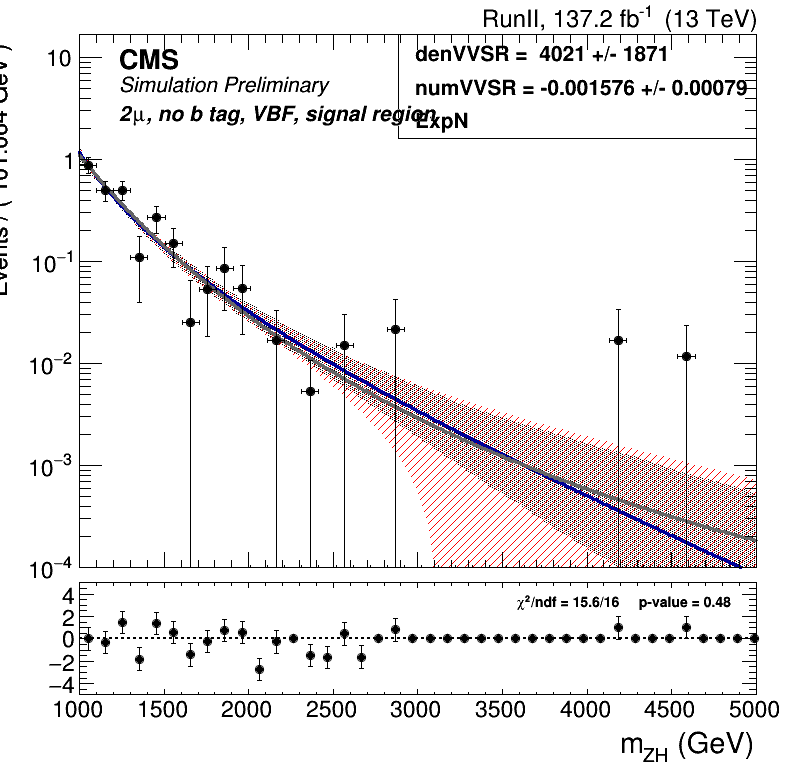 RunII, 137.2 fb⁻¹ (13 TeV)
CMS
Simulation Preliminary
2μ, no b tag, VBF, signal region
denVVSR = 4021 +/- 1871
numVVSR = -0.001576 +/- 0.00079
ExpN
10
1
10⁻¹
10⁻²
10⁻³
10⁻⁴
χ²/ndf = 15.6/16 p-value = 0.48
4
2
0
−2
−4
1000 1500 2000 2500 3000 3500 4000 4500 5000
m_ZH (GeV)